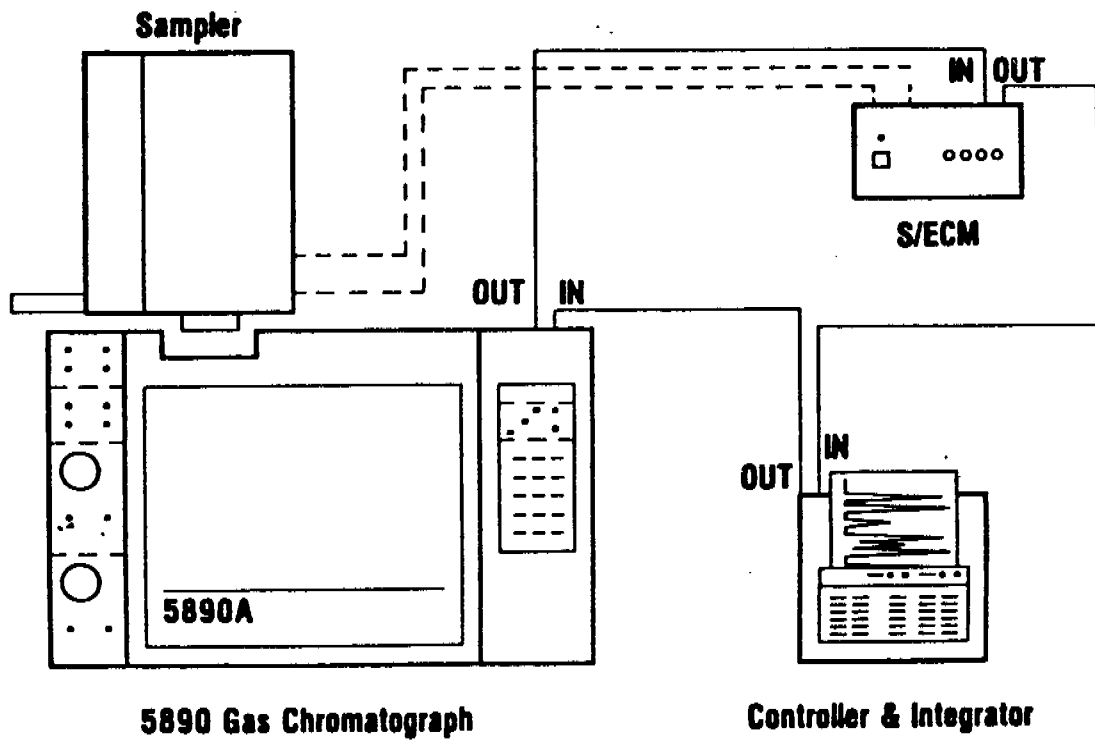 Sampler
IN OUT
S/ECM
OUT IN
IN
OUT
5890A
5890 Gas Chromatograph
Controller & Integrator